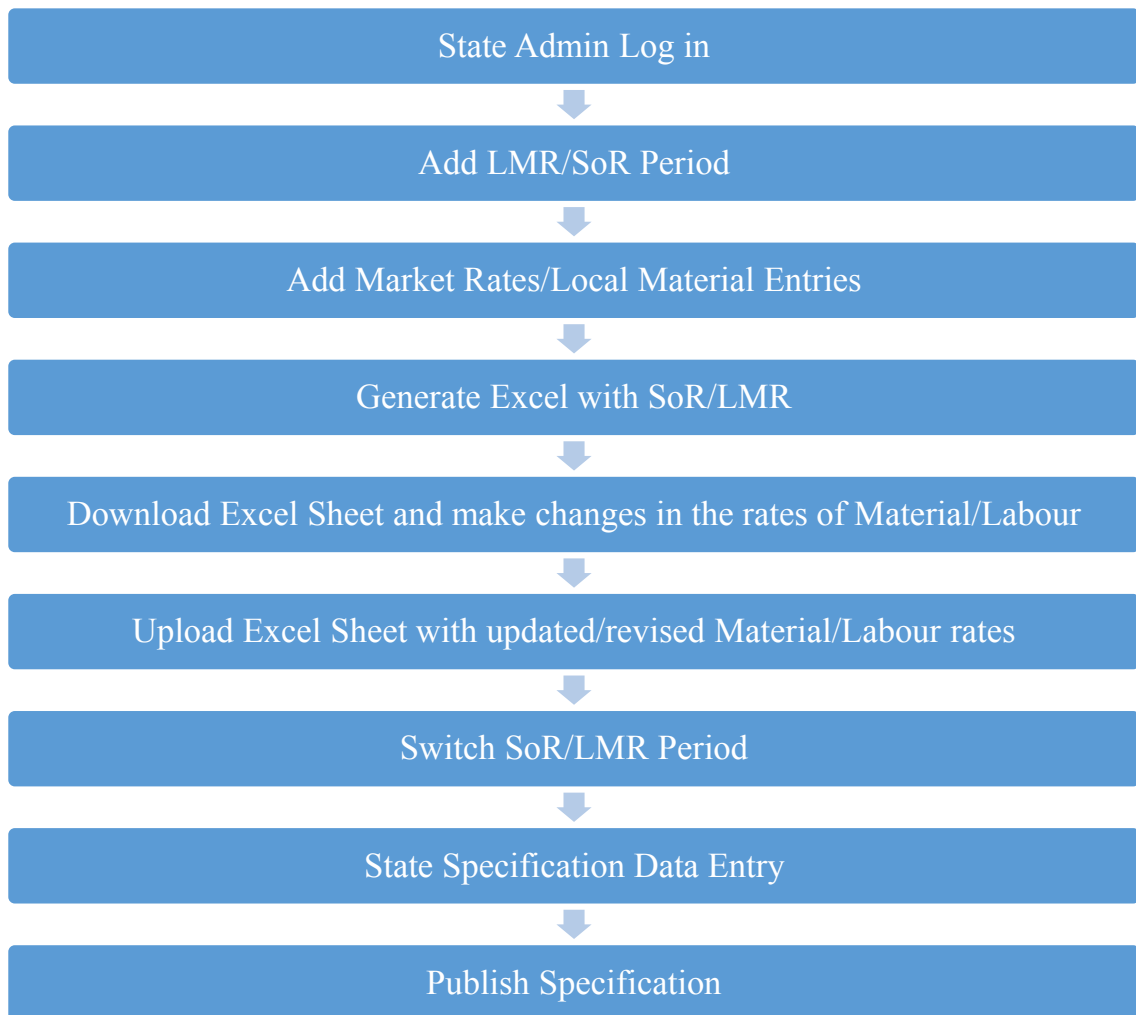 State Admin Log in
Add LMR/SoR Period
Add Market Rates/Local Material Entries
Generate Excel with SoR/LMR
Download Excel Sheet and make changes in the rates of Material/Labour
Upload Excel Sheet with updated/revised Material/Labour rates
Switch SoR/LMR Period
State Specification Data Entry
Publish Specification